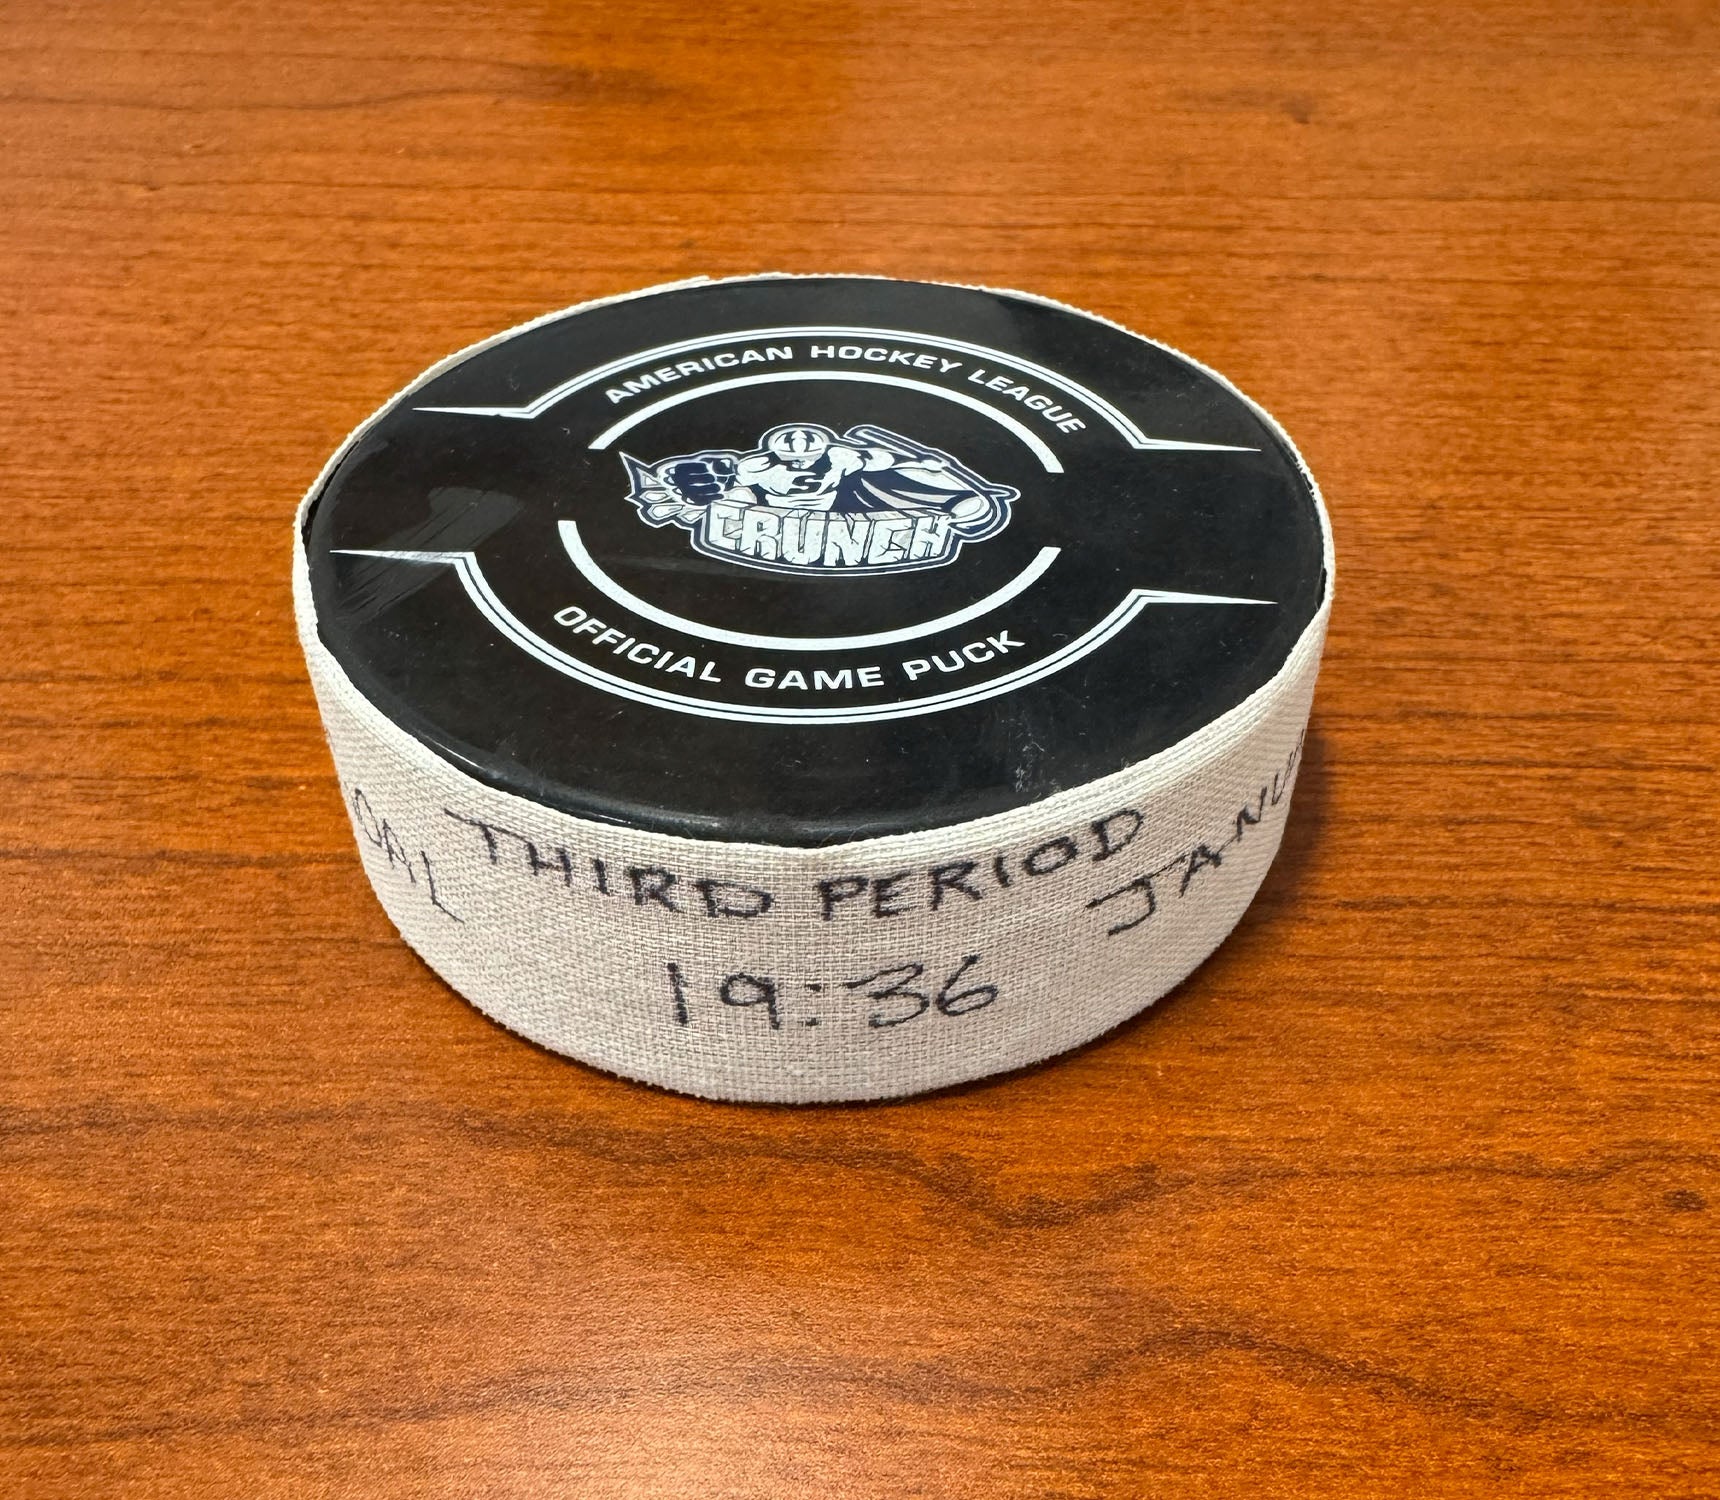 AMERICAN HOCKEY LEAGUE
S
CRUNCH
OFFICIAL GAME PUCK
THIRD PERIOD
19:36